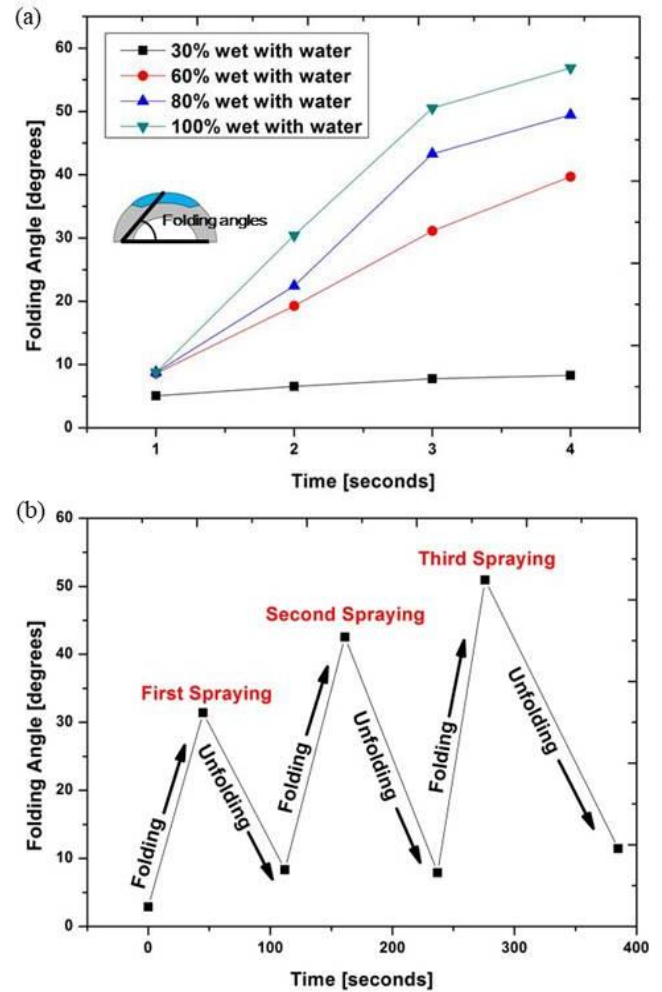 (a)
60
50
40
30
20
10
0
Folding Angle [degrees]
30% wet with water
60% wet with water
80% wet with water
100% wet with water
Folding angles
1 2 3 4
Time [seconds]
(b)
60
50
40
30
20
10
0
Folding Angle [degrees]
First Spraying
Second Spraying
Third Spraying
Folding
Unfolding
Folding
Unfolding
Folding
Unfolding
0 100 200 300 400
Time [seconds]